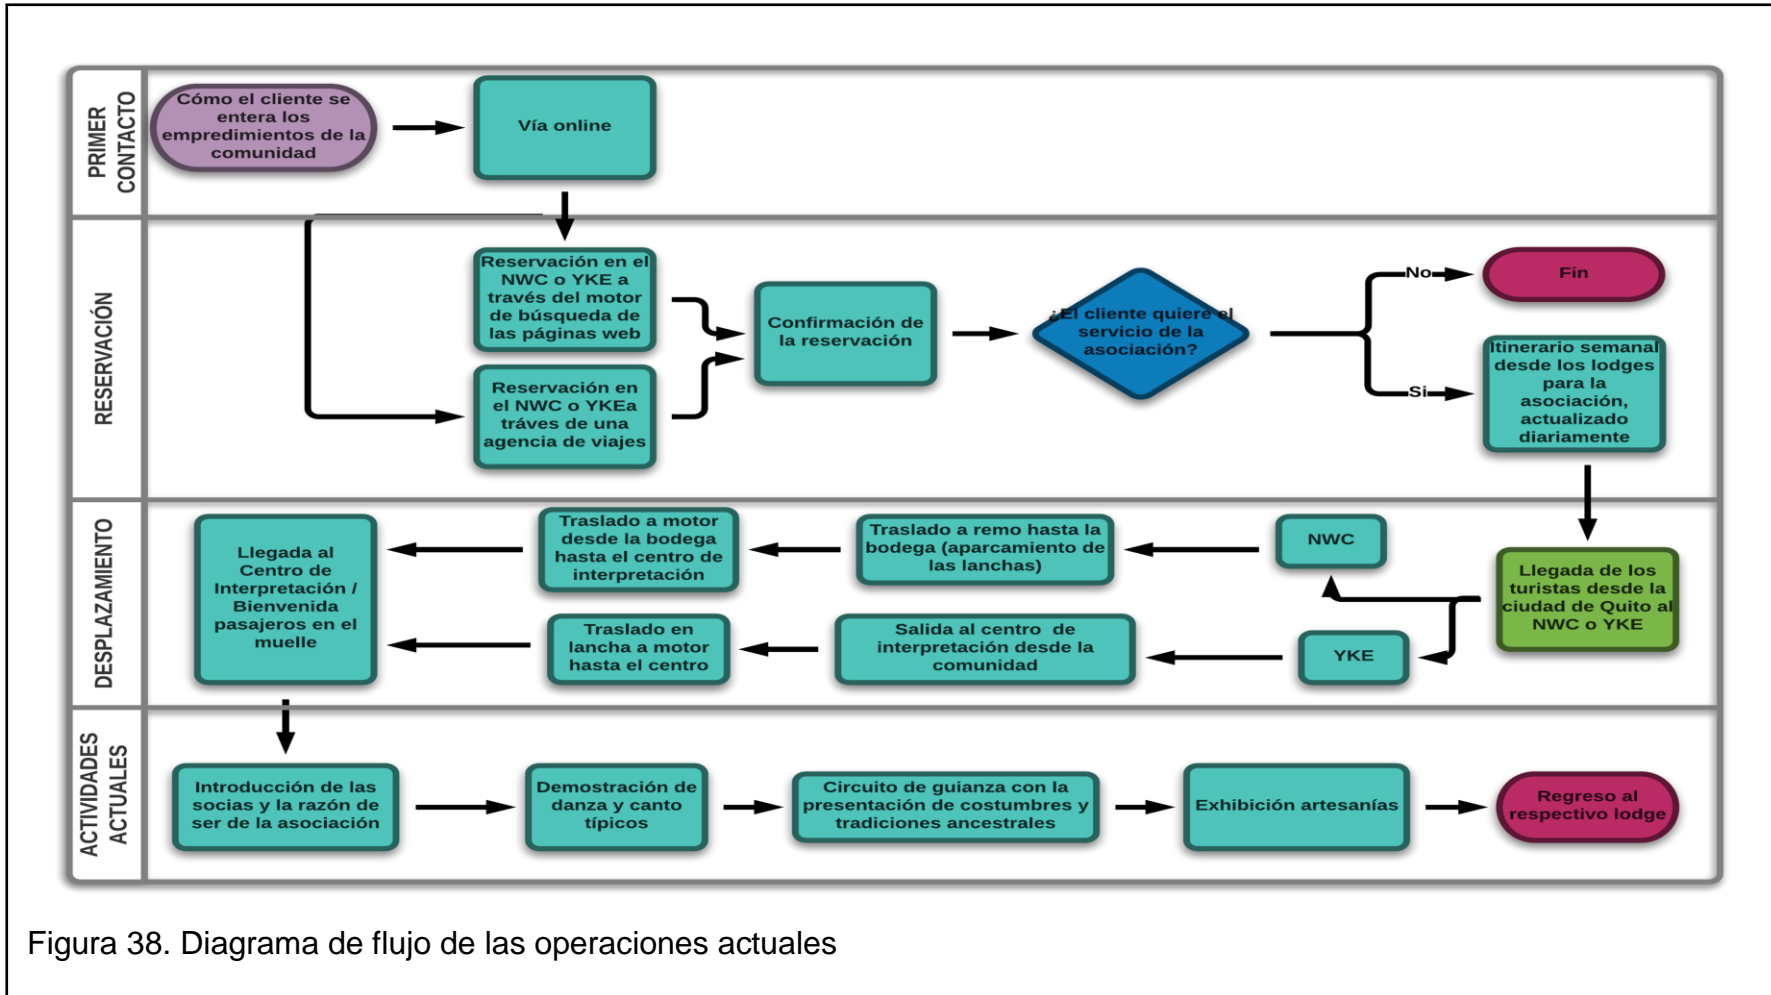 PRIMER
CONTACTO
Cómo el cliente se
entera los
empredimientos de la
comunidad
Vía online
RESERVACIÓN
Reservación en el
NWC o YKE a
través del motor
de búsqueda de
las páginas web
Reservación en
el NWC o YKEa
tráves de una
agencia de viajes
Confirmación de
la reservación
¿El cliente quiere el
servicio de la
asociación?
No
Fin
Si
Itinerario semanal
desde los lodges
para la
asociación,
actualizado
diariamente
DESPLAZAMIENTO
Llegada de los
turistas desde la
ciudad de Quito al
NWC o YKE
NWC
Traslado a remo hasta la
bodega (aparcamiento de
las lanchas)
Traslado a motor
desde la bodega
hasta el centro de
interpretación
YKE
Salida al centro de
interpretación desde la
comunidad
Traslado en
lancha a motor
hasta el centro
Llegada al
Centro de
Interpretación /
Bienvenida
pasajeros en el
muelle
ACTIVIDADES
ACTUALES
Introducción de las
socias y la razón de
ser de la asociación
Demostración de
danza y canto
típicos
Circuito de guianza con la
presentación de costumbres y
tradiciones ancestrales
Exhibición artesanías
Regreso al
respectivo lodge
Figura 38. Diagrama de flujo de las operaciones actuales